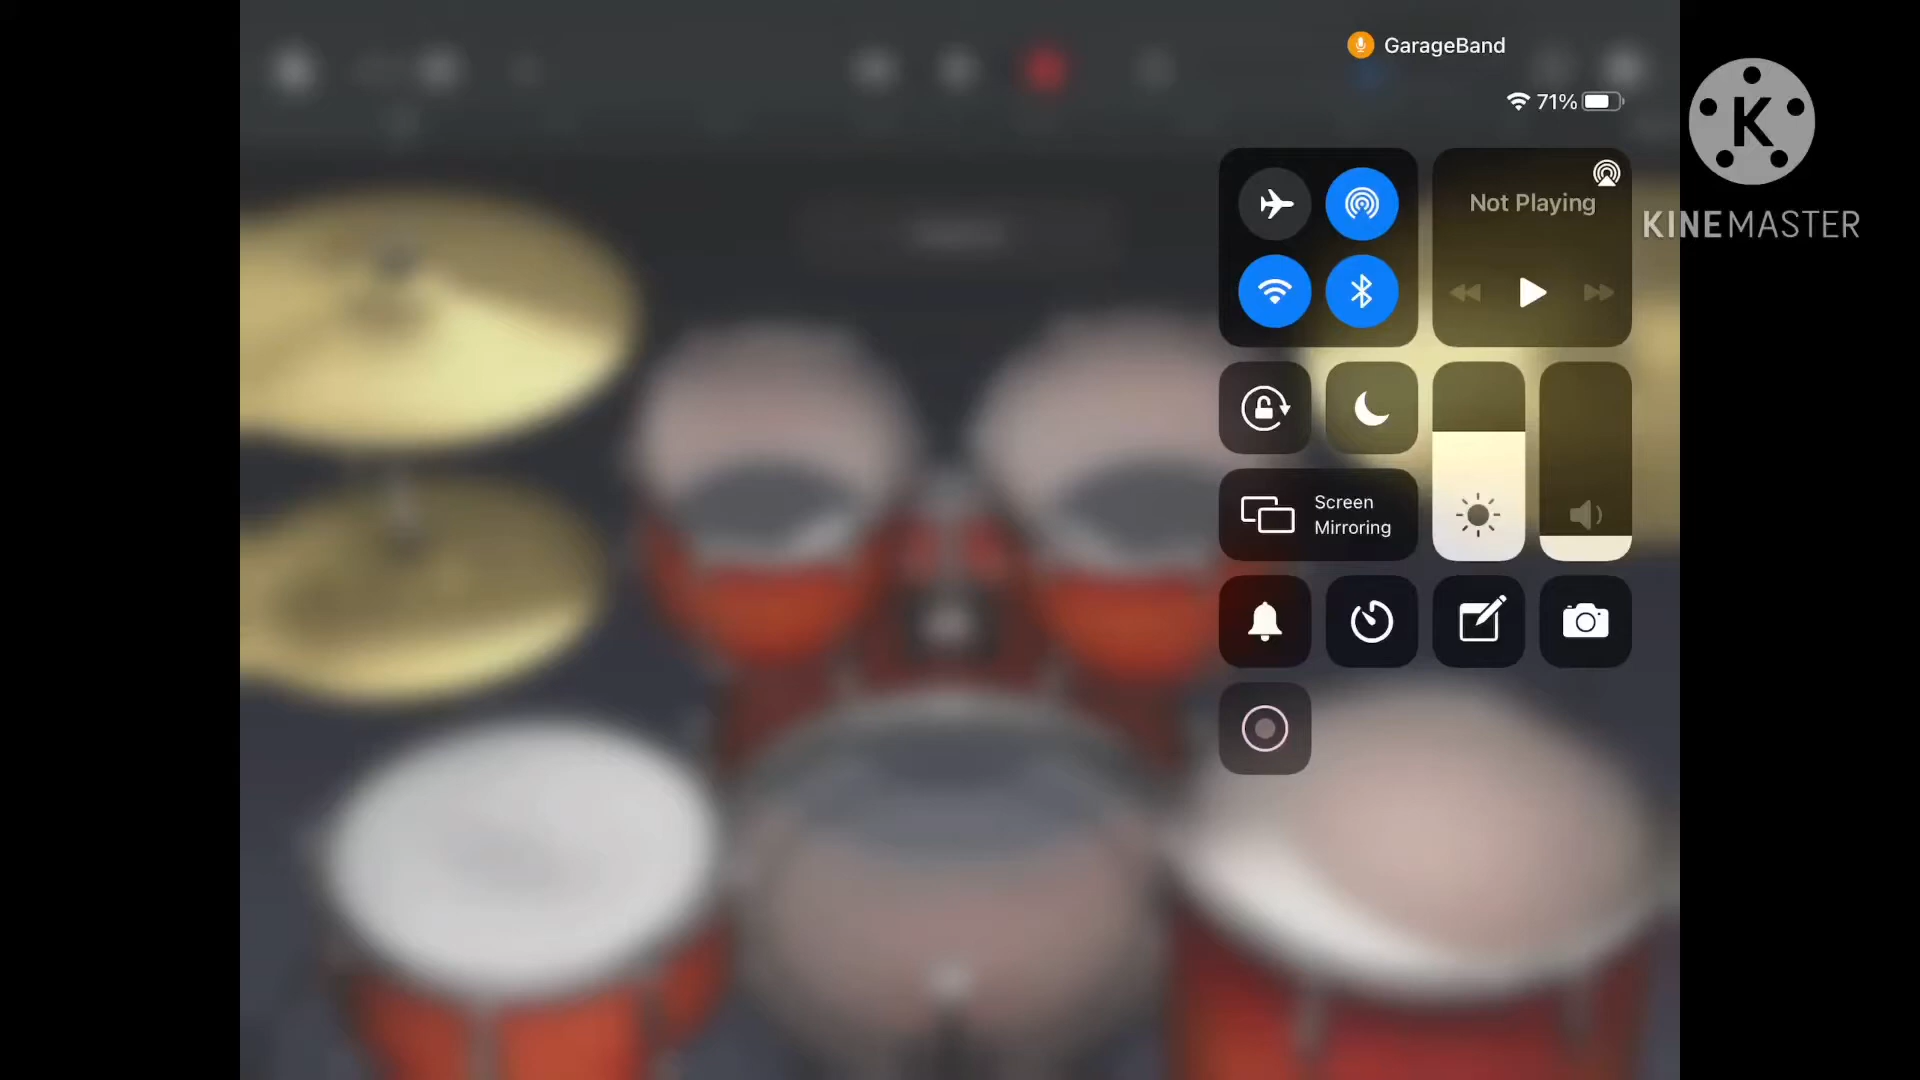 GarageBand
71%
K
KINEMASTER
Not Playing
Screen
Mirroring